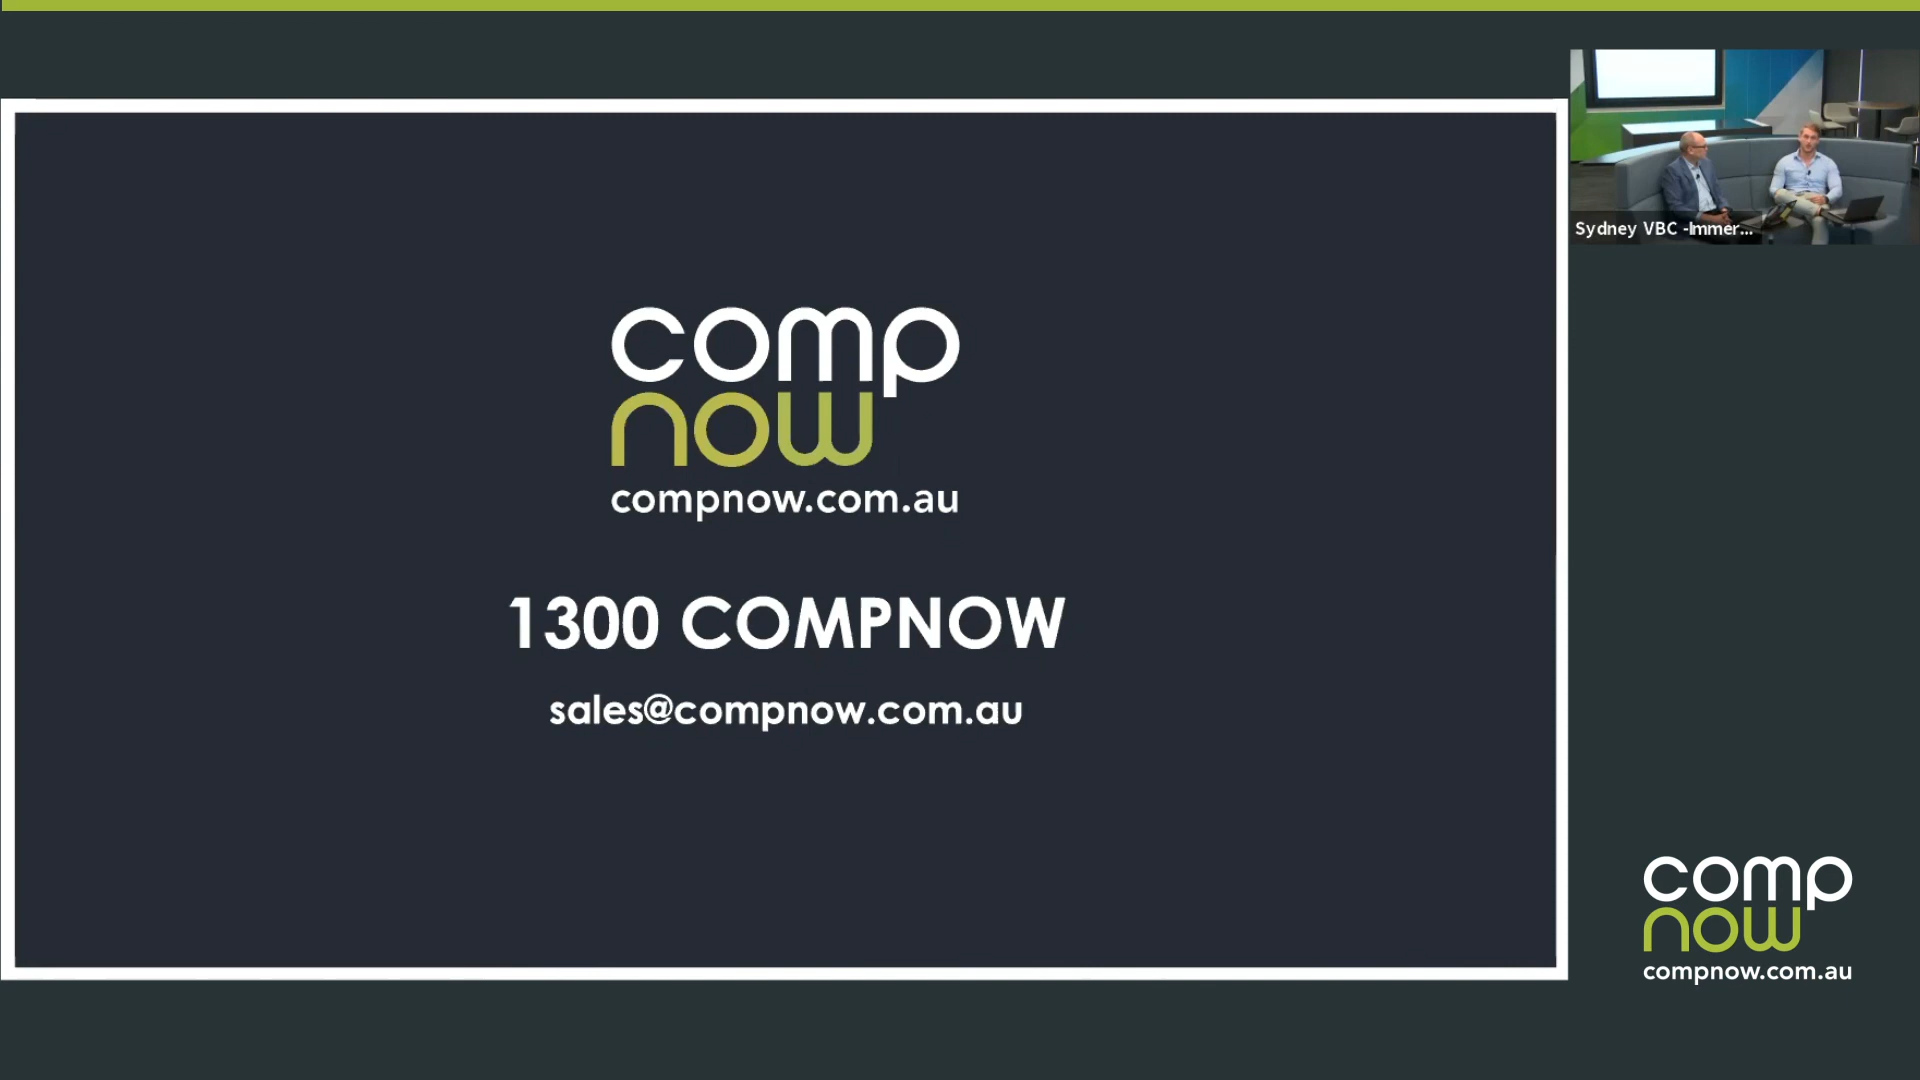 comp
now
compnow.com.au
1300 COMPNOW
sales@compnow.com.au
Sydney VBC -Immer...
comp
now
compnow.com.au